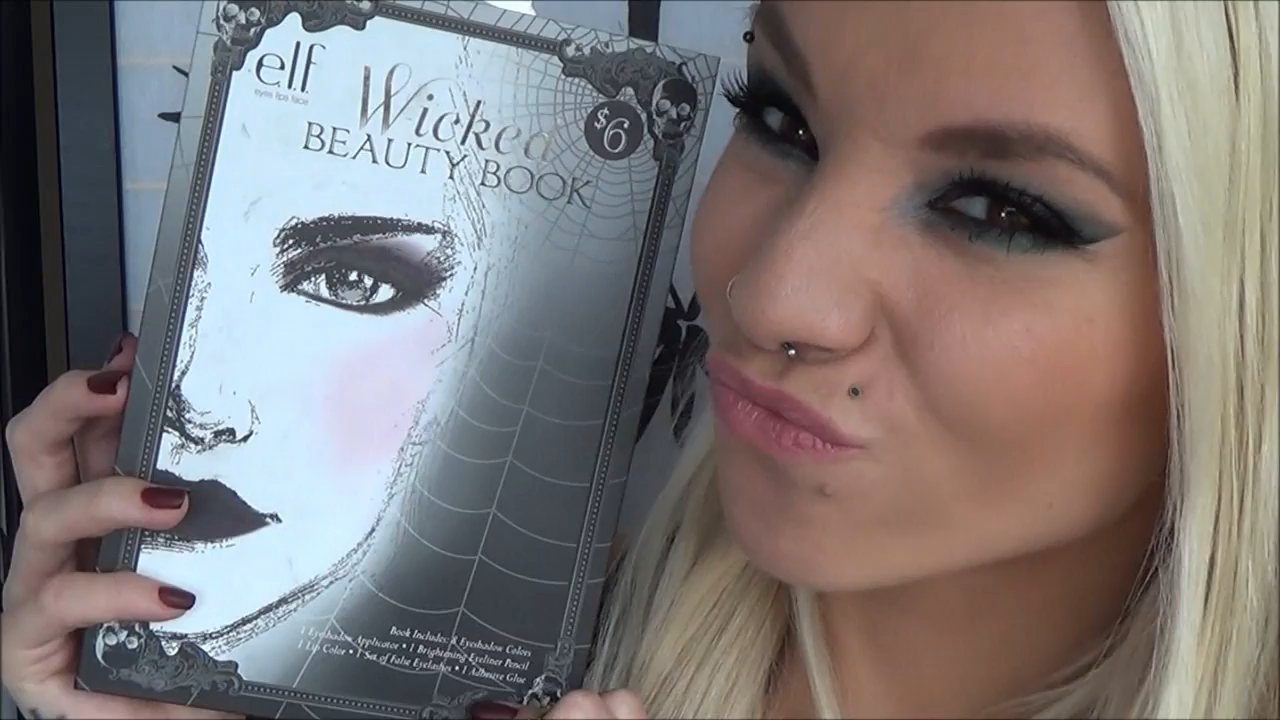 elf
eyes lips face
Wicked
BEAUTY BOOK
$6
Book Includes: 8 Eyeshadow Colors
1 Eyeshadow Applicator • 1 Brightening Eyeliner Pencil
1 Lip Color • 1 Set of False Eyelashes • 1 Adhesive Glue